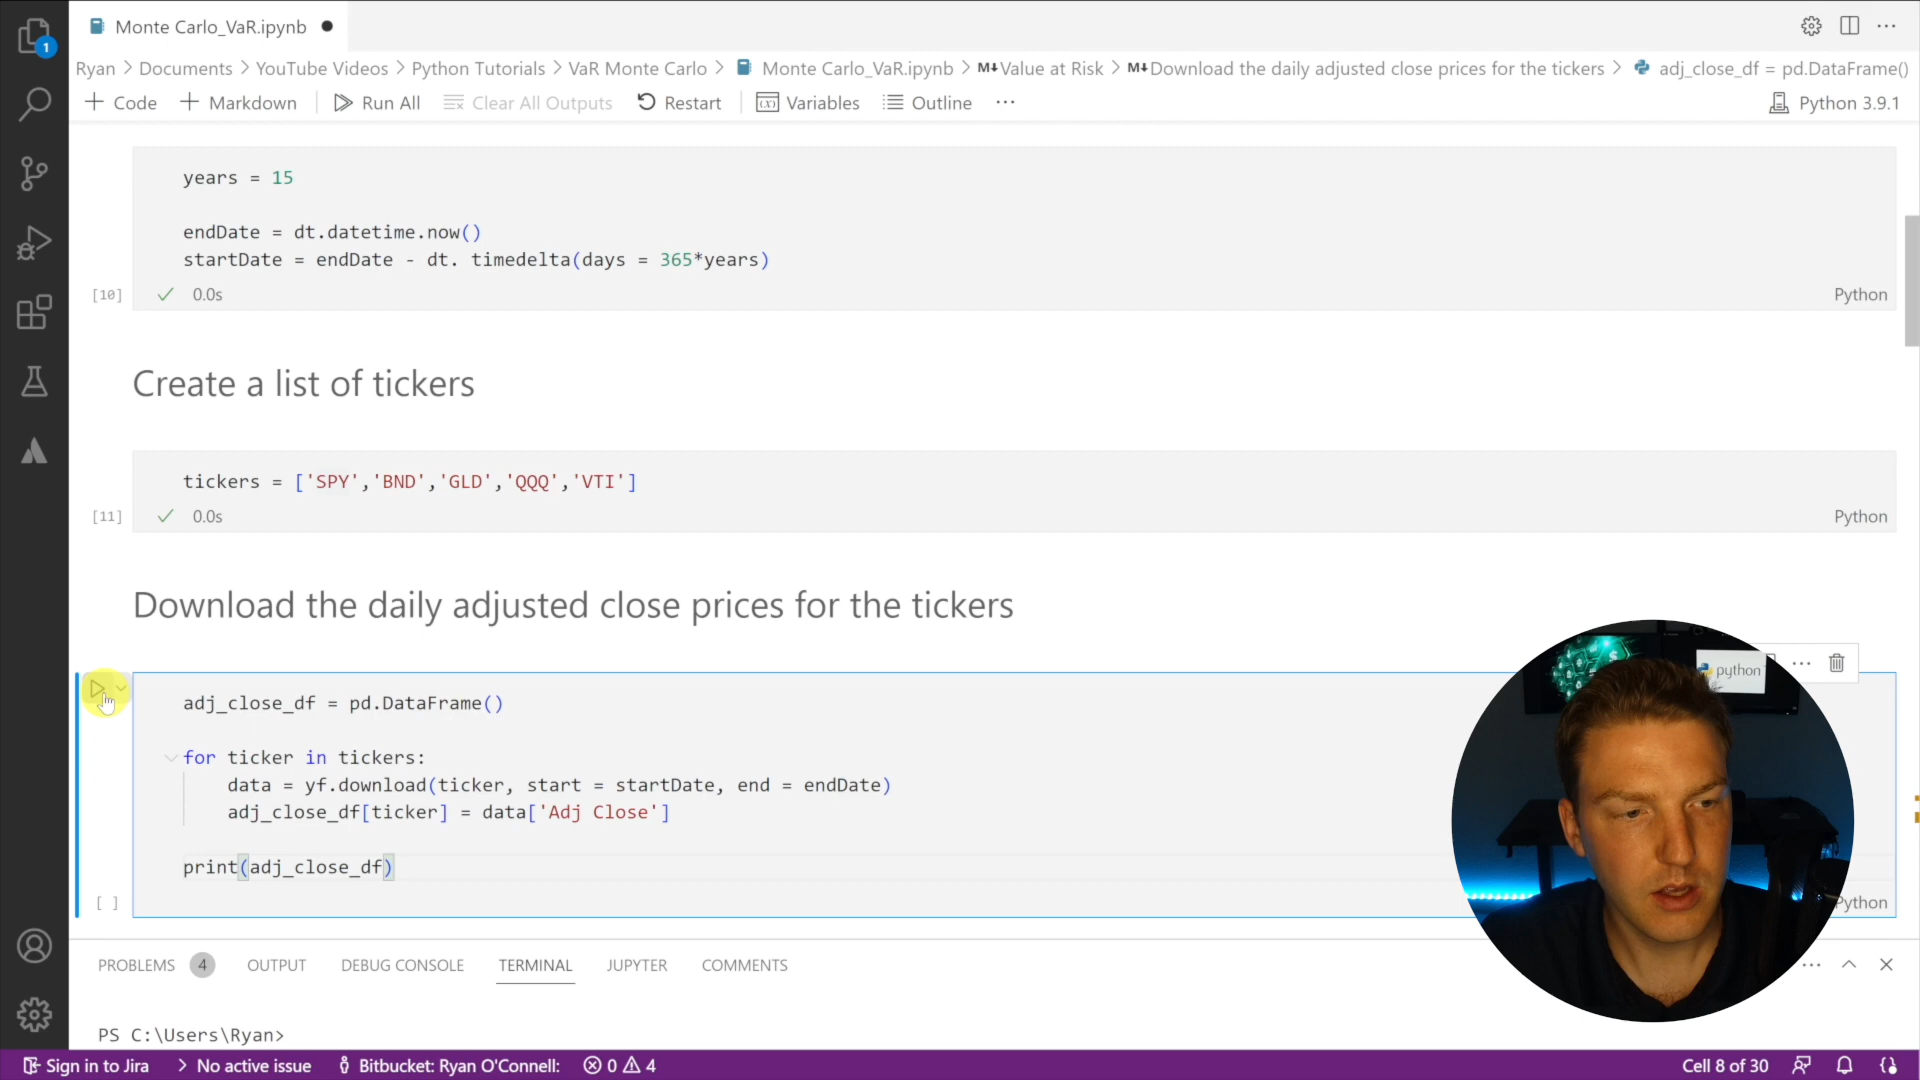 Monte Carlo_VaR.ipynb
1
Ryan > Documents > YouTube Videos > Python Tutorials > VaR Monte Carlo > Monte Carlo_VaR.ipynb > M↓Value at Risk > M↓Download the daily adjusted close prices for the tickers > adj_close_df = pd.DataFrame()
+ Code + Markdown Run All Clear All Outputs Restart Variables Outline ... Python 3.9.1
years = 15
endDate = dt.datetime.now()
startDate = endDate - dt. timedelta(days = 365*years)
[10] ✓ 0.0s Python
Create a list of tickers
tickers = ['SPY','BND','GLD','QQQ','VTI']
[11] ✓ 0.0s Python
Download the daily adjusted close prices for the tickers
python
adj_close_df = pd.DataFrame()
for ticker in tickers:
data = yf.download(ticker, start = startDate, end = endDate)
adj_close_df[ticker] = data['Adj Close']
print(adj_close_df)
[ ] Python
PROBLEMS 4 OUTPUT DEBUG CONSOLE TERMINAL JUPYTER COMMENTS
PS C:\Users\Ryan>
Sign in to Jira > No active issue Bitbucket: Ryan O'Connell: 0 4 Cell 8 of 30